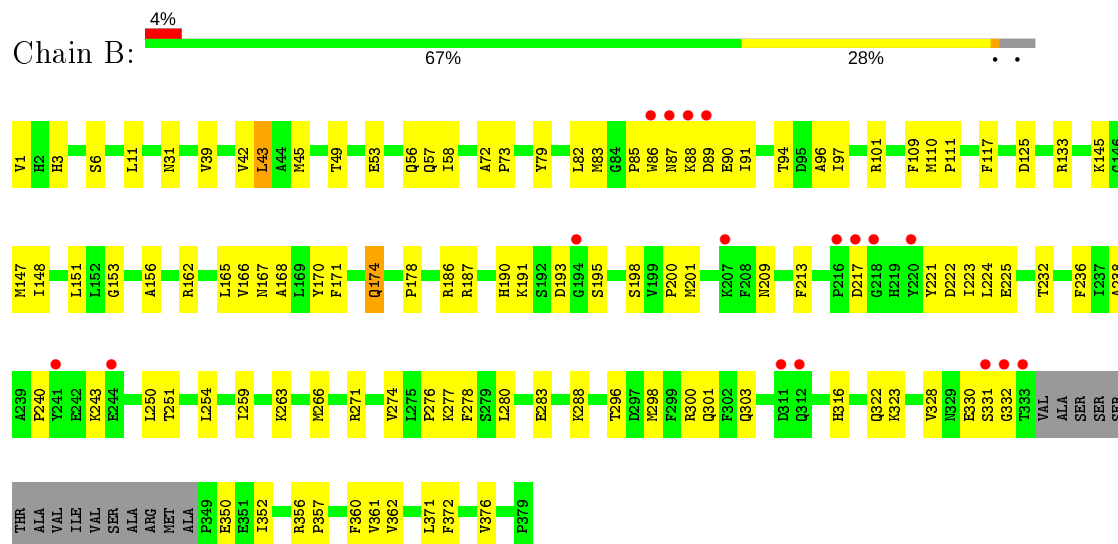 4%
Chain B:
67% 28% • •
V1 H2 H3 S6 L11 N31 V39 V42 L43 A44 M45 T49 E53 Q56 Q57 I58 A72 P73 Y79 L82 M83 G84 P85 W86 N87 K88 D89 E90 I91 T94 D95 A96 I97 R101 F109 M110 P111 F117 D125 R133 K145 G146
M147 I148 L151 L152 G153 A156 R162 L165 V166 N167 A168 L169 Y170 F171 Q174 P178 R186 R187 H190 K191 S192 D193 G194 S195 S198 V199 P200 M201 K207 F208 N209 F213 P216 D217 G218 H219 Y220 Y221 D222 I223 L224 E225 T232 F236 I237 A238
A239 P240 Y241 E242 K243 E244 L250 T251 L254 I259 K263 M266 R271 V274 L275 P276 K277 F278 S279 L280 E283 K288 T296 D297 M298 F299 R300 Q301 F302 Q303 D311 Q312 H316 Q322 K323 V328 N329 E330 S331 G332 T333 VAL ALA SER SER SER
THR ALA VAL ILE VAL SER ALA ARG MET ALA P349 E350 E351 I352 R356 P357 F360 V361 V362 L371 F372 V376 P379